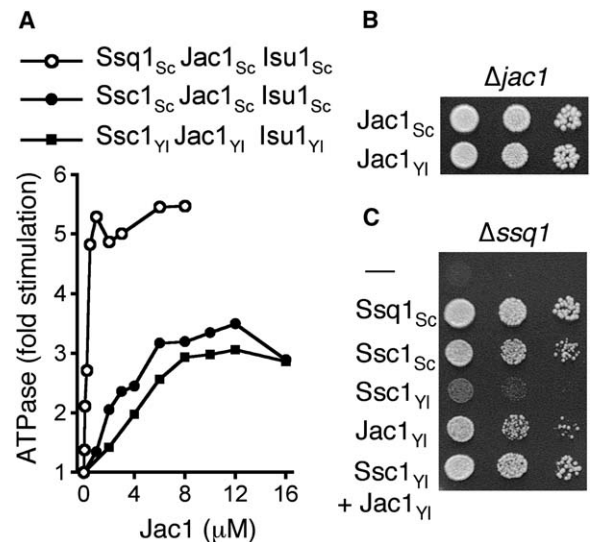 A
Ssq1Sc Jac1Sc Isu1Sc
Ssc1Sc Jac1Sc Isu1Sc
Ssc1Yl Jac1Yl Isu1Yl
ATPase (fold stimulation)
6
5
4
3
2
1
0 4 8 12 16
Jac1 (μM)
B
Δjac1
Jac1Sc
Jac1Yl
C
Δssq1
—
Ssq1Sc
Ssc1Sc
Ssc1Yl
Jac1Yl
Ssc1Yl
+ Jac1Yl